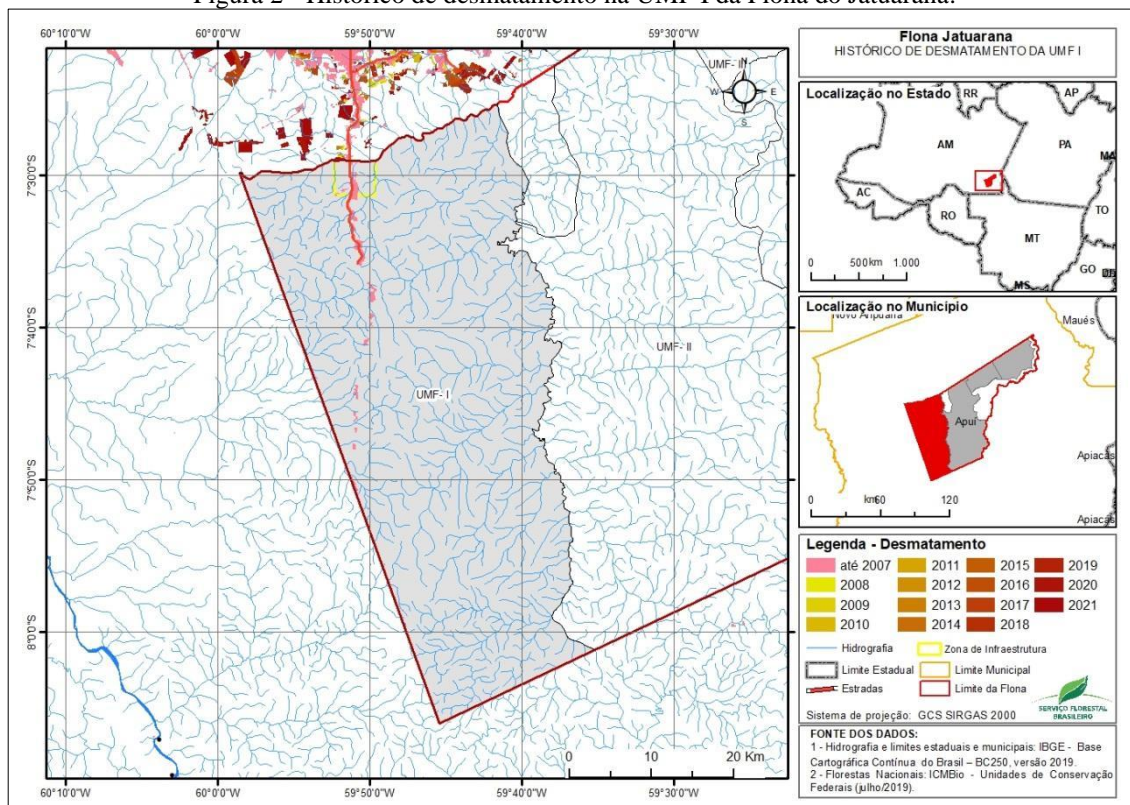 Figura 2 - Histórico de desmatamento na UMF I da Flona do Jatuarana.
60°10'0"W 60°0'0"W 59°50'0"W 59°40'0"W 59°30'0"W
7°30'0"S
7°40'0"S
7°50'0"S
8°0'0"S
UMF- II
N
W E
S
UMF- II
UMF- I
0 10 20 Km
60°10'0"W 60°0'0"W 59°50'0"W 59°40'0"W 59°30'0"W
Flona Jatuarana
HISTÓRICO DE DESMATAMENTO DA UMF I
Localização no Estado
RR AP
AM PA
MA
AC
RO TO
MT
GO
MS
0 500 km 1.000
Localização no Município
Maués
Apuí
Apiacás
Apiacás
0 km 60 120
Legenda - Desmatamento
até 2007 2011 2015 2019
2008 2012 2016 2020
2009 2013 2017 2021
2010 2014 2018
Hidrografia Zona de Infraestrutura
Limite Estadual Limite Municipal
Estradas Limite da Flona
SERVIÇO FLORESTAL
BRASILEIRO
Sistema de projeção: GCS SIRGAS 2000
FONTE DOS DADOS:
1 - Hidrografia e limites estaduais e municipais: IBGE - Base
Cartográfica Contínua do Brasil – BC250, versão 2019.
2 - Florestas Nacionais: ICMBio - Unidades de Conservação
Federais (julho/2019).